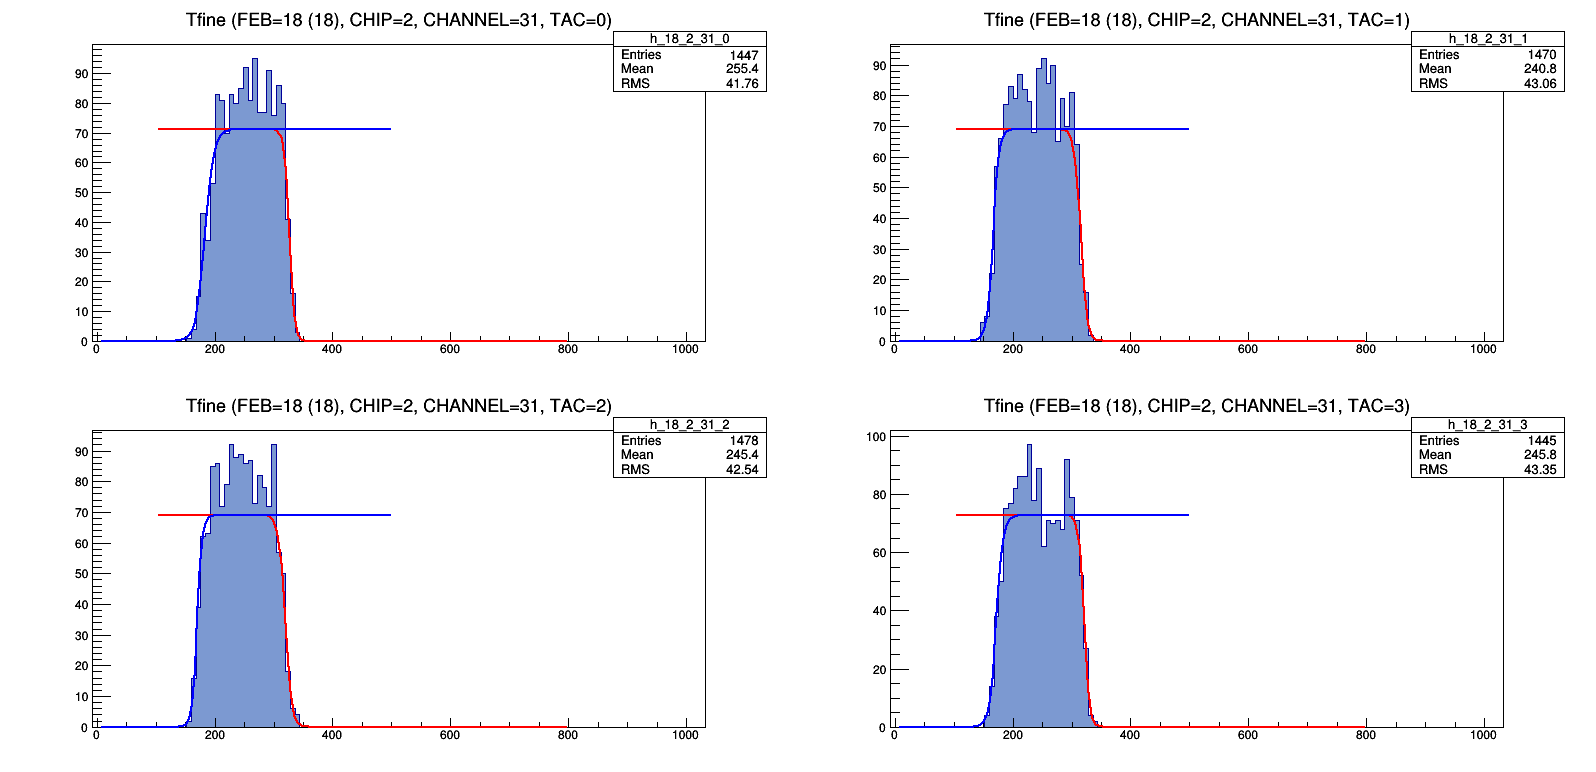 Tfine (FEB=18 (18), CHIP=2, CHANNEL=31, TAC=0)
h_18_2_31_0
Entries 1447
Mean 255.4
RMS 41.76
90
80
70
60
50
40
30
20
10
0
0 200 400 600 800 1000
Tfine (FEB=18 (18), CHIP=2, CHANNEL=31, TAC=1)
h_18_2_31_1
Entries 1470
Mean 240.8
RMS 43.06
90
80
70
60
50
40
30
20
10
0
0 200 400 600 800 1000
Tfine (FEB=18 (18), CHIP=2, CHANNEL=31, TAC=2)
h_18_2_31_2
Entries 1478
Mean 245.4
RMS 42.54
90
80
70
60
50
40
30
20
10
0
0 200 400 600 800 1000
Tfine (FEB=18 (18), CHIP=2, CHANNEL=31, TAC=3)
h_18_2_31_3
Entries 1445
Mean 245.8
RMS 43.35
100
80
60
40
20
0
0 200 400 600 800 1000